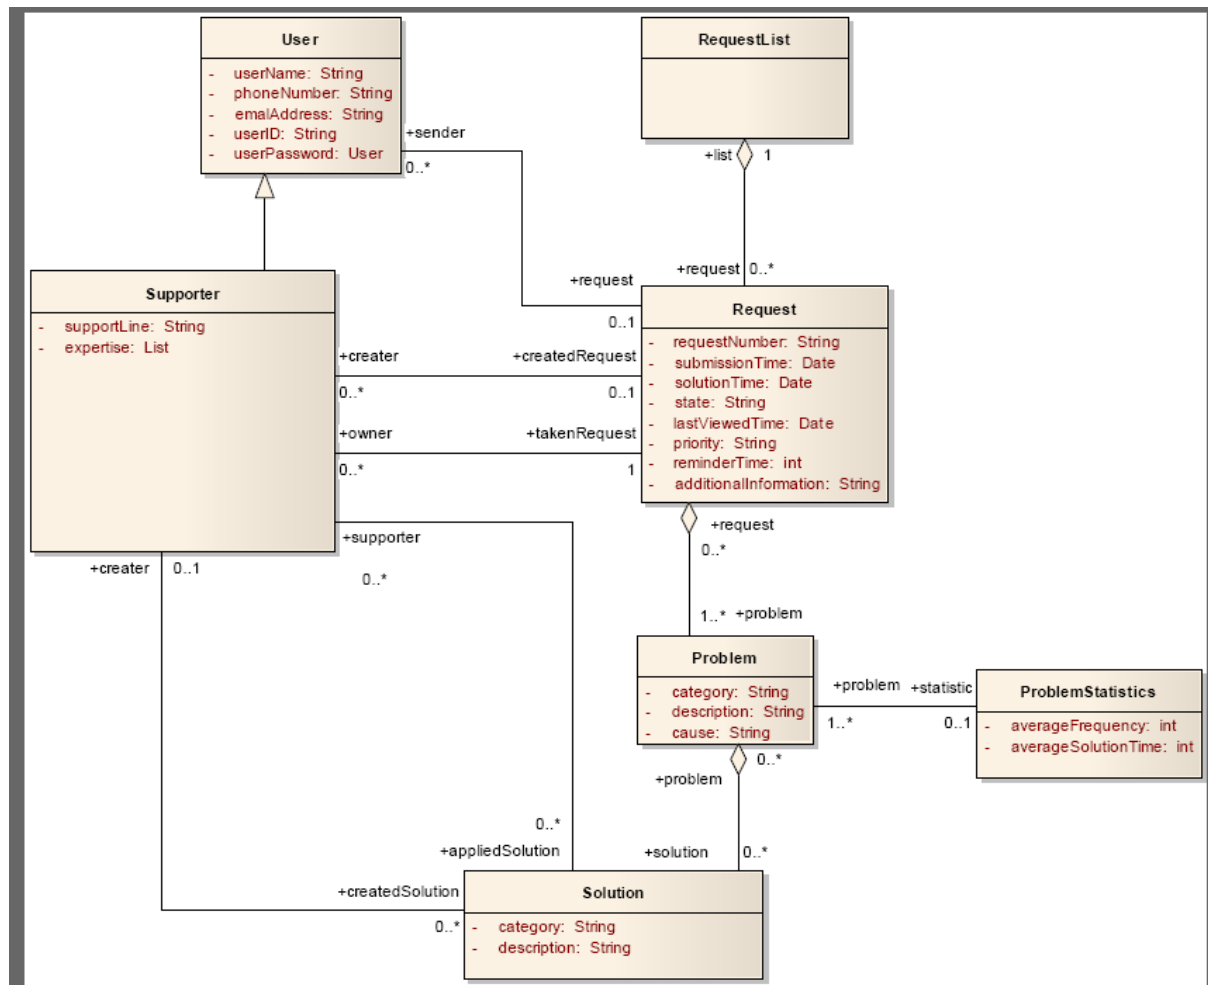 User
- userName: String
- phoneNumber: String
- emalAddress: String
- userID: String
- userPassword: User
RequestList
+sender
0..*
+list 1
+request
0..1
+request 0..*
Supporter
- supportLine: String
- expertise: List
Request
- requestNumber: String
- submissionTime: Date
- solutionTime: Date
- state: String
- lastViewedTime: Date
- priority: String
- reminderTime: int
- additionalInformation: String
+creater +createdRequest
0..* 0..1
+owner +takenRequest
0..* 1
+supporter
0..*
+creater 0..1
+request
0..*
1..* +problem
Problem
- category: String
- description: String
- cause: String
+problem +statistic
1..* 0..1
ProblemStatistics
- averageFrequency: int
- averageSolutionTime: int
0..*
+problem
0..*
+appliedSolution
+solution 0..*
+createdSolution
0..*
Solution
- category: String
- description: String